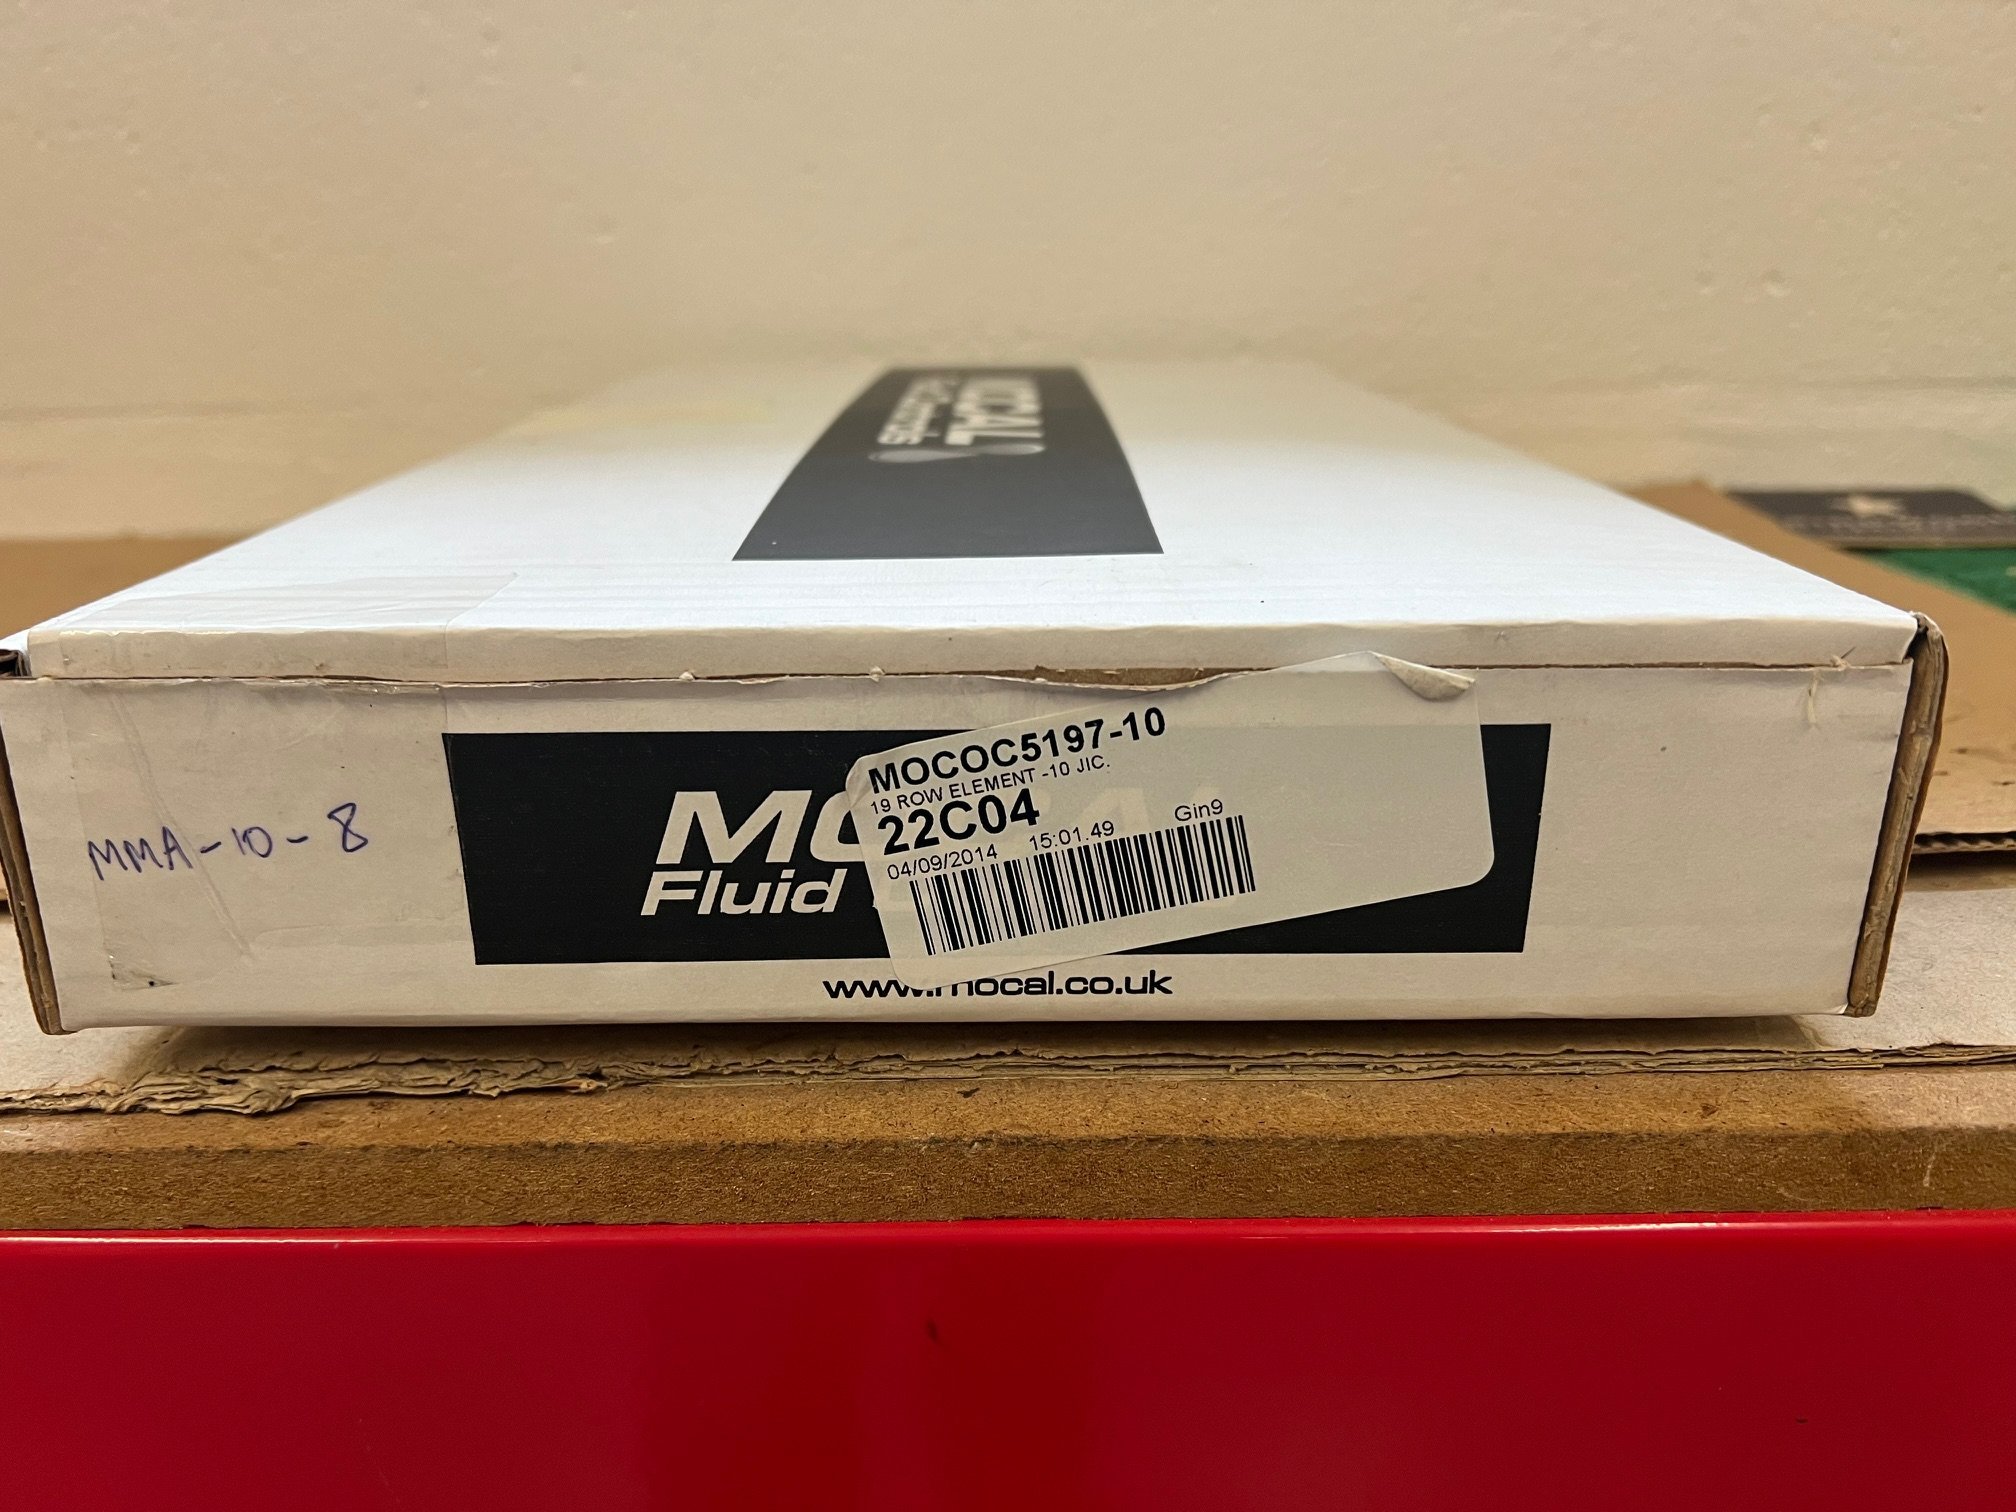 MOCAL
MMA-10-8
MOCOC5197-10
19 ROW ELEMENT -10 JIC.
22C04
04/09/2014 15:01.49 Gin9
Fluid
www.mocal.co.uk